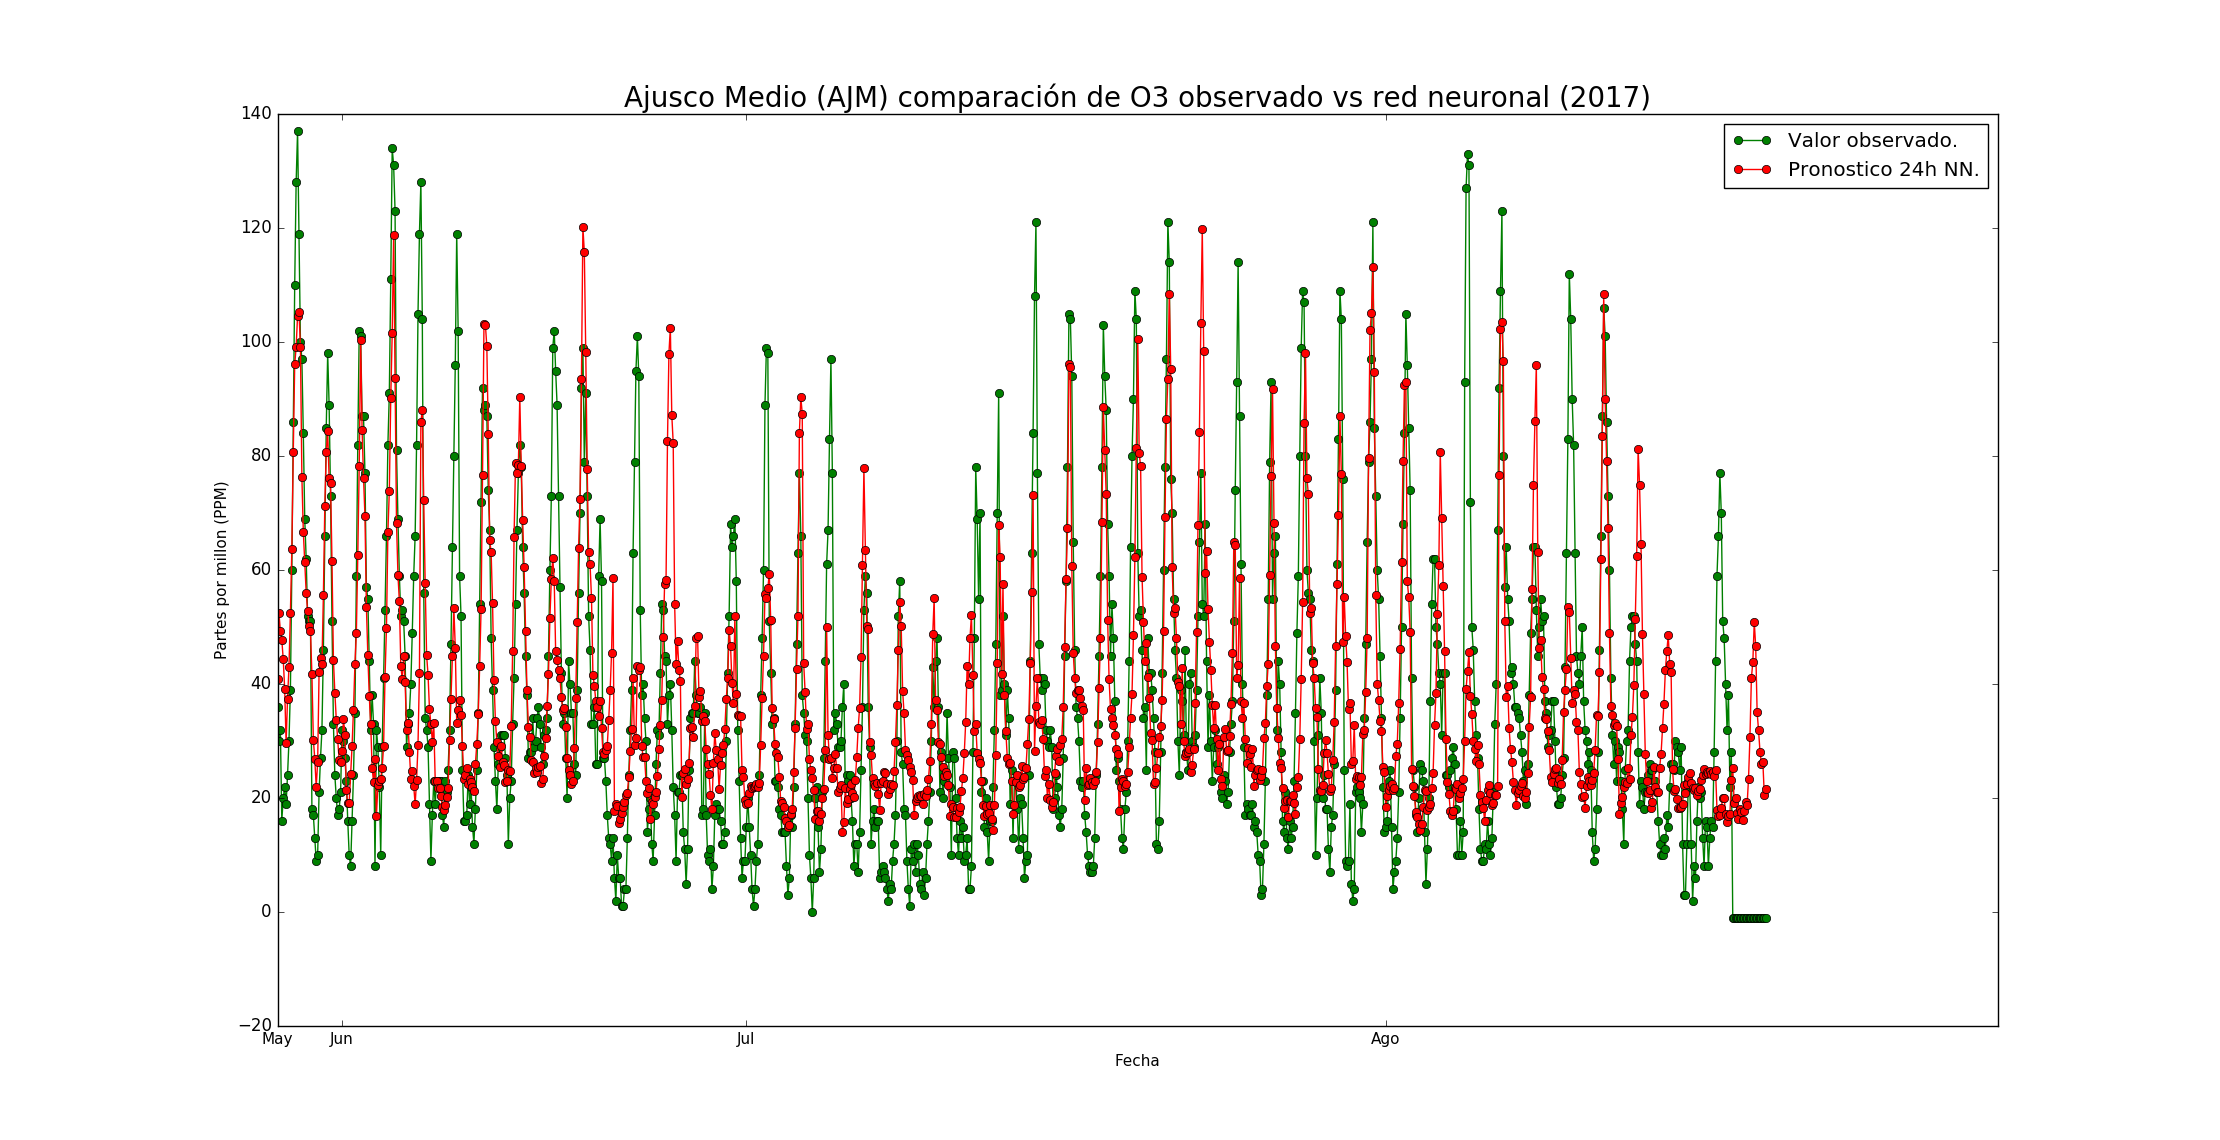 Ajusco Medio (AJM) comparación de O3 observado vs red neuronal (2017)
Valor observado.
Pronostico 24h NN.
Partes por millon (PPM)
140
120
100
80
60
40
20
0
−20
May
Jun
Jul
Ago
Fecha